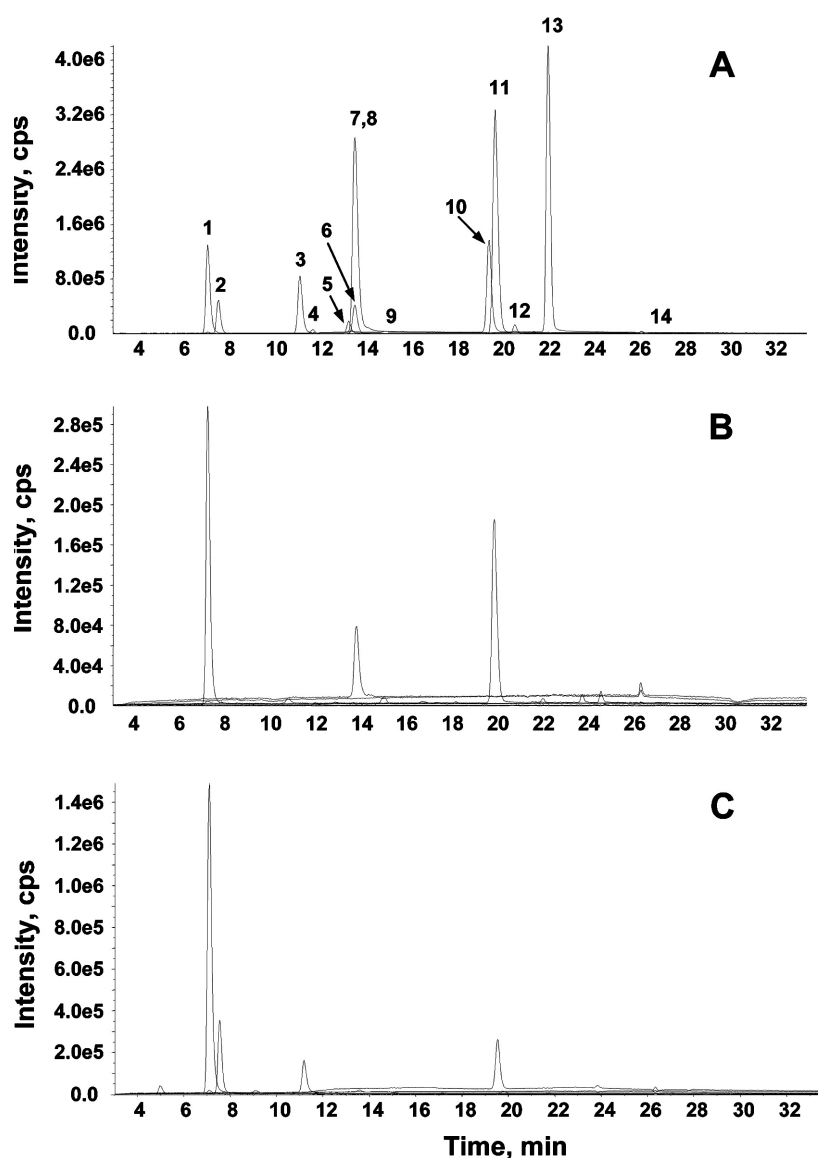 13
4.0e6
A
11
3.2e6
7,8
2.4e6
10
1
6
1.6e6
3
2
5
8.0e5
4
9
12
14
0.0
4 6 8 10 12 14 16 18 20 22 24 26 28 30 32
Intensity, cps
B
2.8e5
2.4e5
2.0e5
1.6e5
1.2e5
8.0e4
4.0e4
0.0
4 6 8 10 12 14 16 18 20 22 24 26 28 30 32
Intensity, cps
C
1.4e6
1.2e6
1.0e6
8.0e5
6.0e5
4.0e5
2.0e5
0.0
4 6 8 10 12 14 16 18 20 22 24 26 28 30 32
Intensity, cps
Time, min